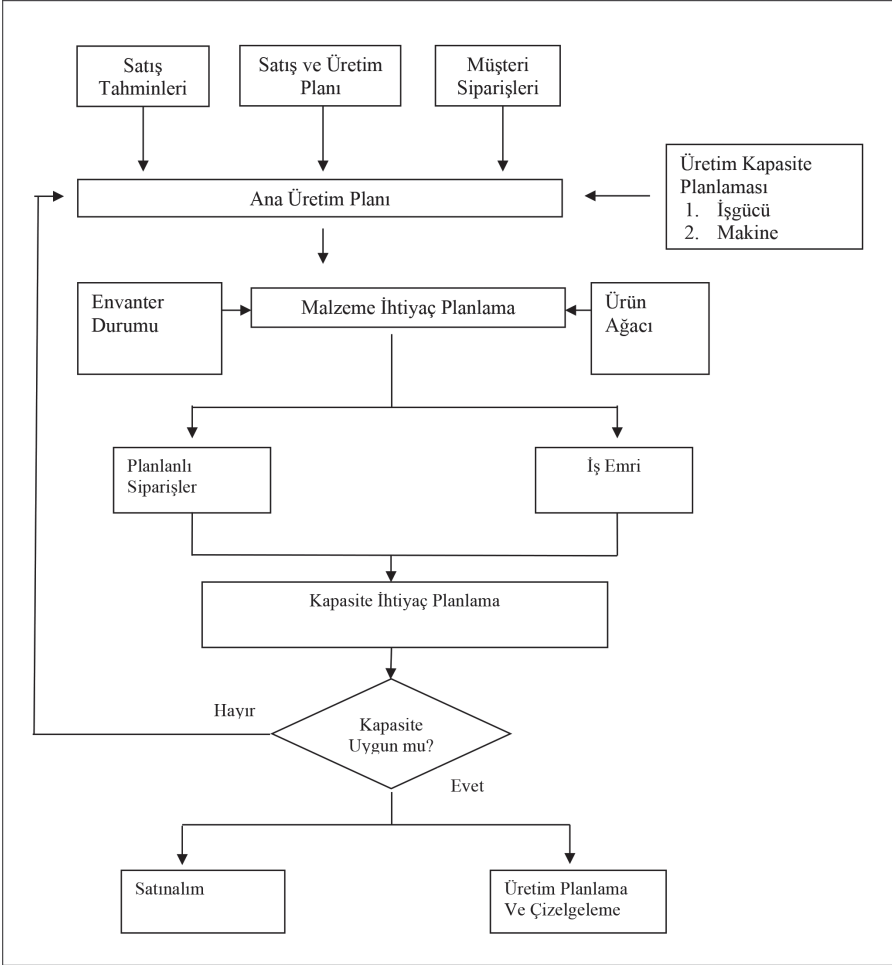 Satış
Tahminleri
Satış ve Üretim
Planı
Müşteri
Siparişleri
Üretim Kapasite
Planlaması
1. İşgücü
2. Makine
Ana Üretim Planı
Envanter
Durumu
Malzeme İhtiyaç Planlama
Ürün
Ağacı
Planlanlı
Siparişler
İş Emri
Kapasite İhtiyaç Planlama
Hayır
Kapasite
Uygun mu?
Evet
Satınalım
Üretim Planlama
Ve Çizelgeleme